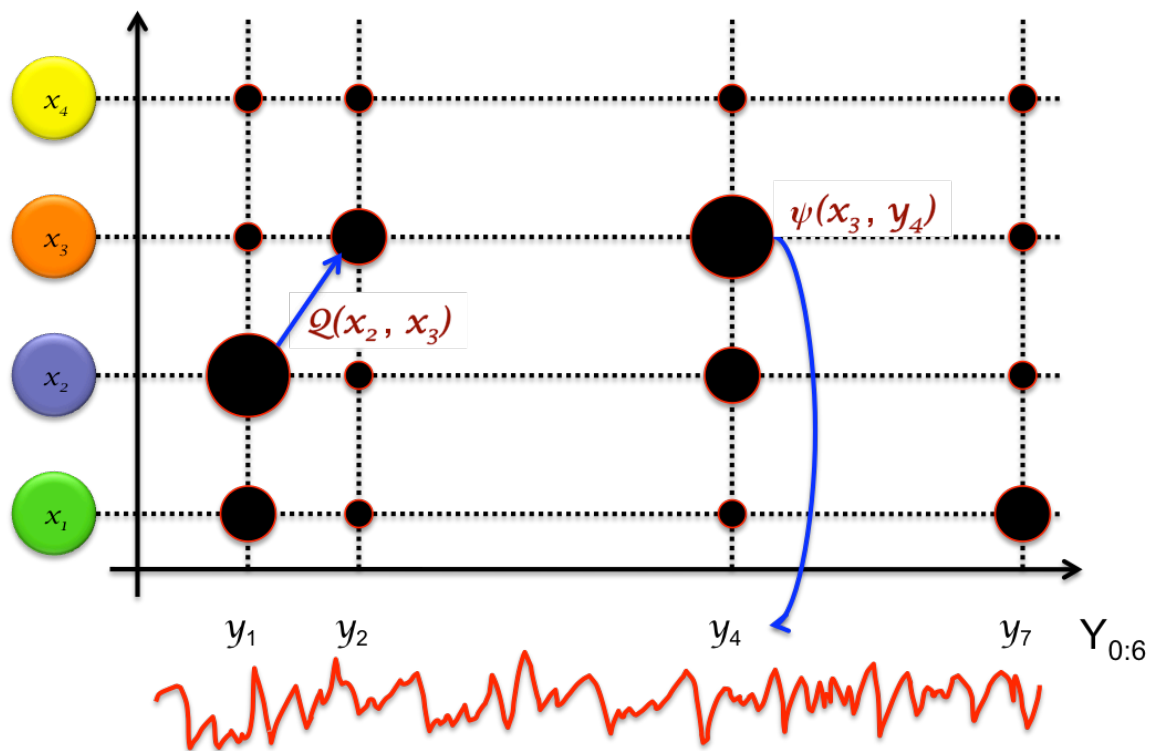 x₄
x₃
ψ(x₃, y₄)
Q(x₂, x₃)
x₂
x₁
y₁ y₂ y₄ y₇ Y₀:₆